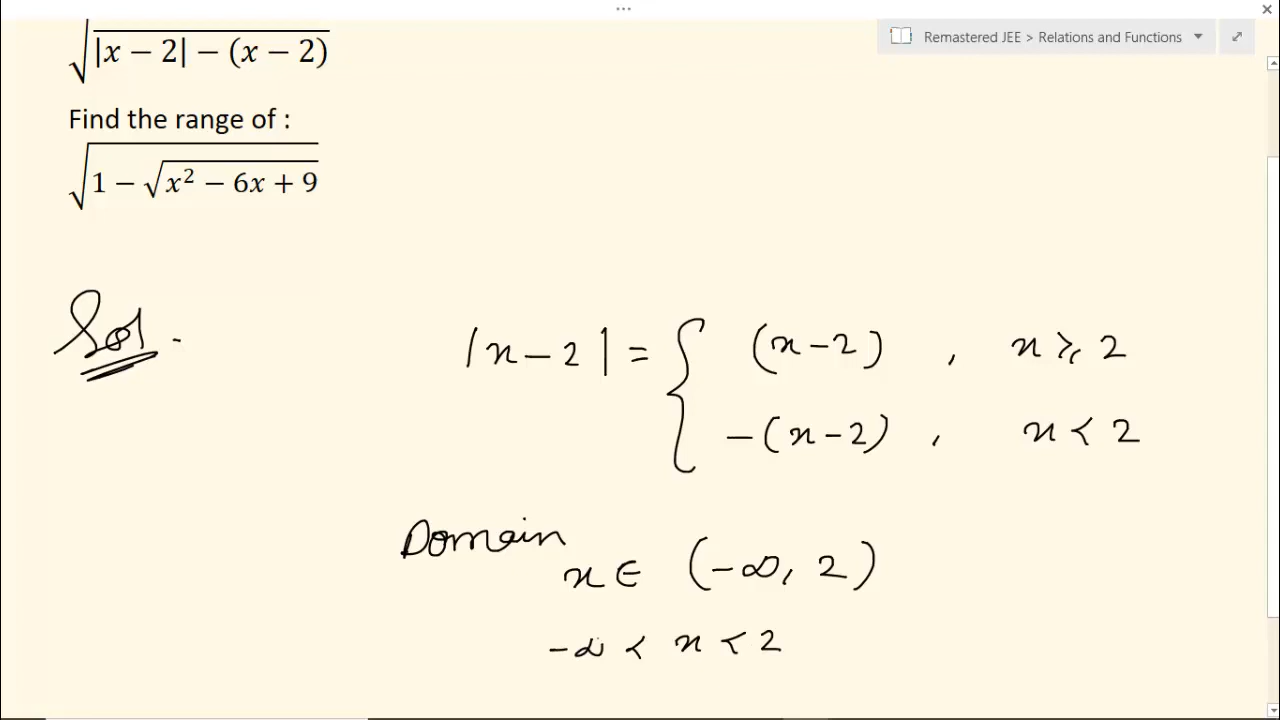 √|x − 2| − (x − 2)
Remastered JEE > Relations and Functions
Find the range of :
√1 − √x² − 6x + 9
Sol -
|x - 2| = { (x - 2) , x ⩾ 2
-(x - 2) , x < 2
Domain
x ∈ (-∞, 2)
-∞ < x < 2